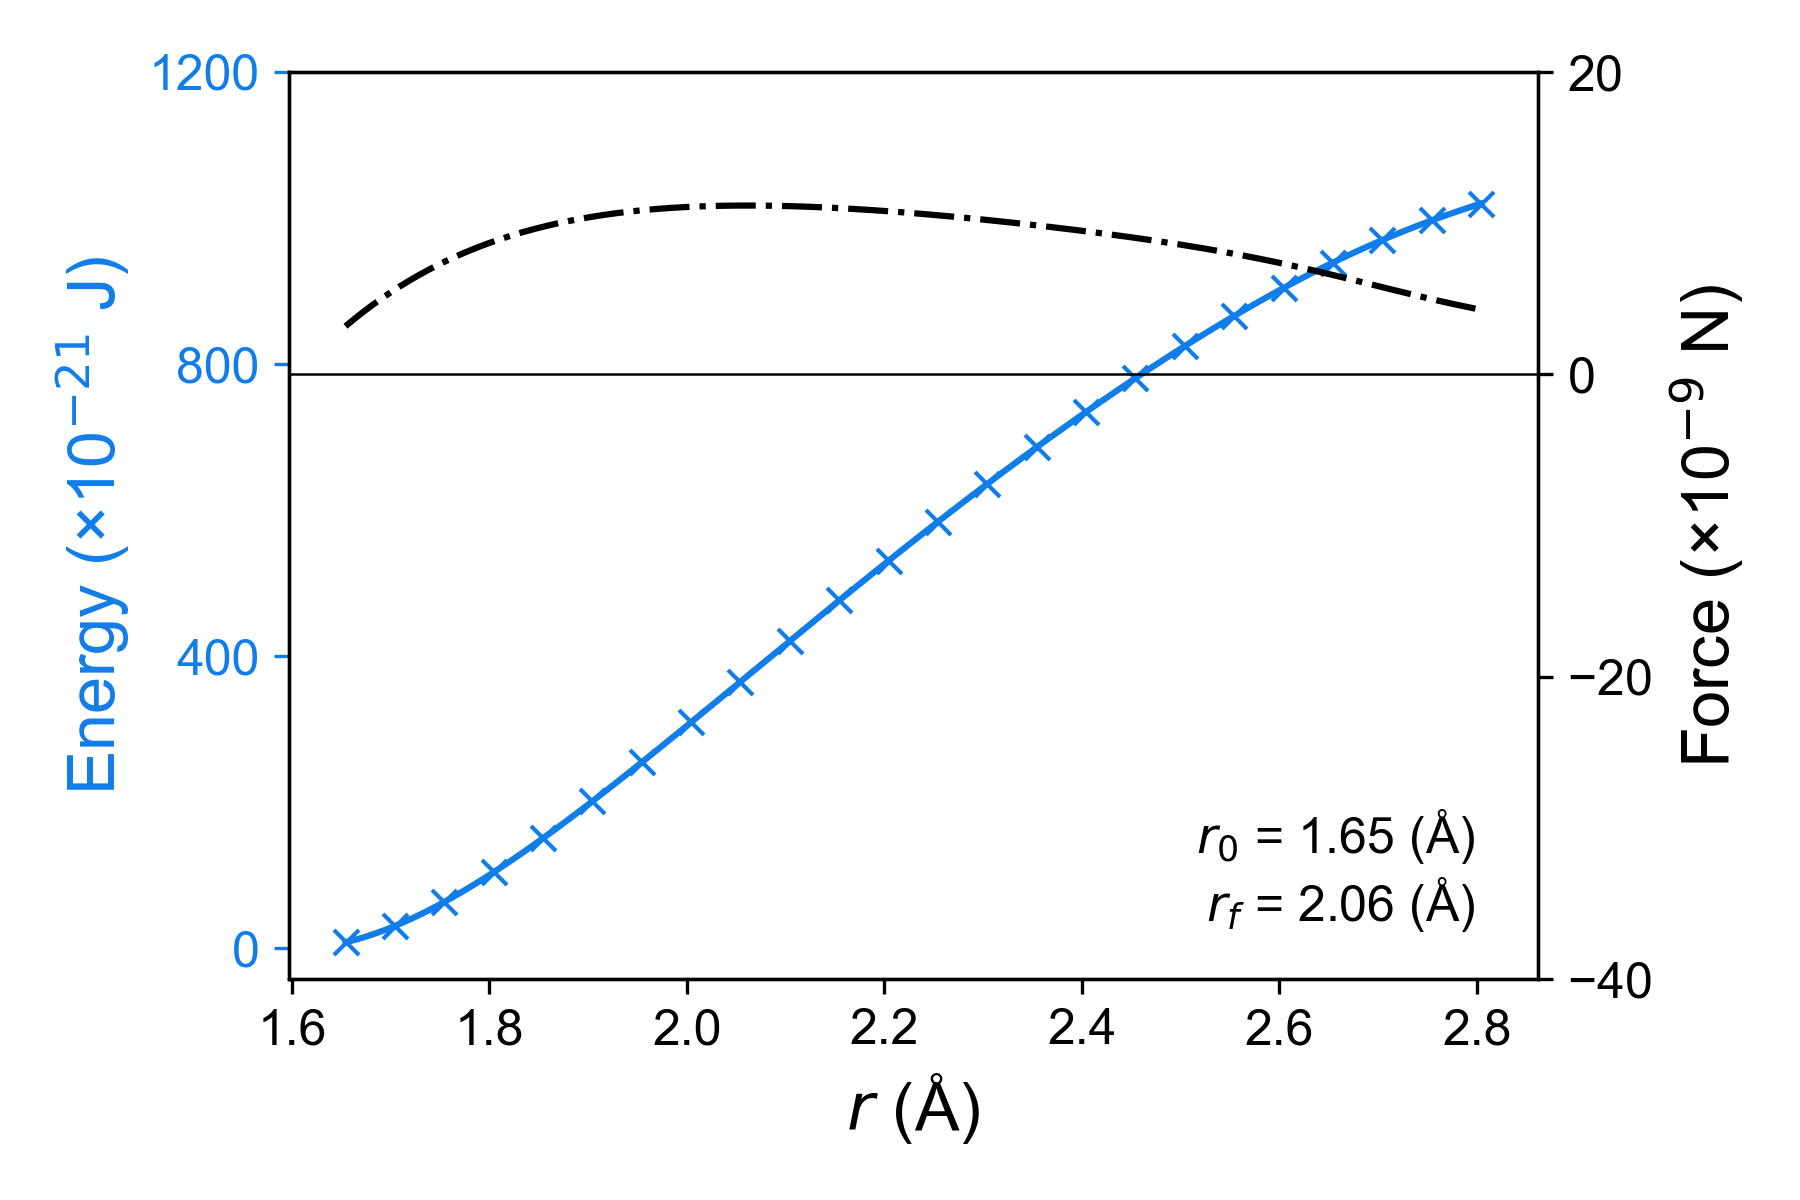 1200
800
400
0
Energy (×10⁻²¹ J)
20
0
−20
−40
Force (×10⁻⁹ N)
r₀ = 1.65 (Å)
r_f = 2.06 (Å)
1.6 1.8 2.0 2.2 2.4 2.6 2.8
r (Å)